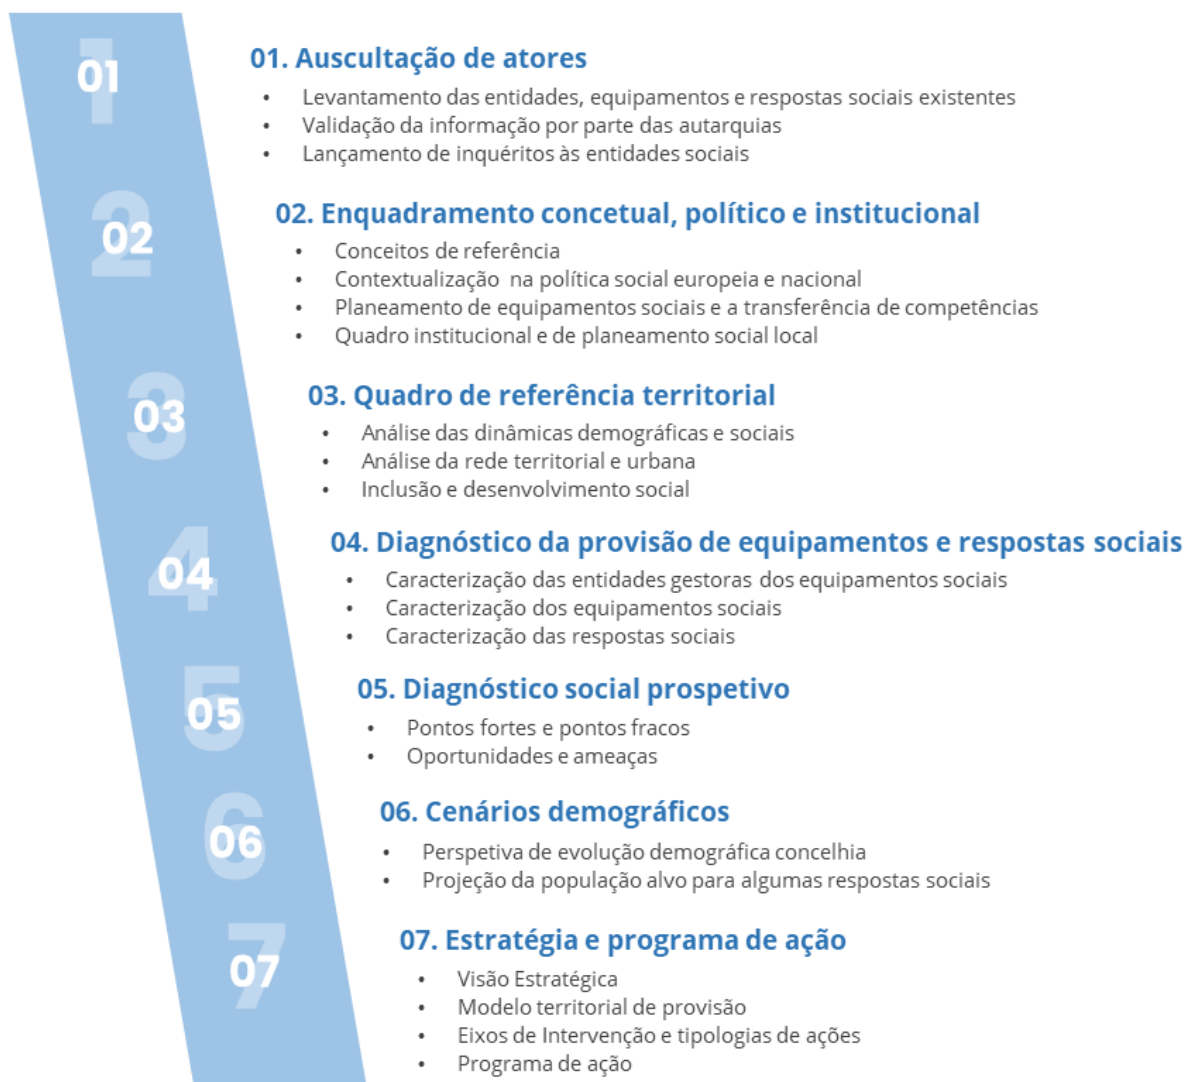 01
01. Auscultação de atores
• Levantamento das entidades, equipamentos e respostas sociais existentes
• Validação da informação por parte das autarquias
• Lançamento de inquéritos às entidades sociais
02
02. Enquadramento concetual, político e institucional
• Conceitos de referência
• Contextualização na política social europeia e nacional
• Planeamento de equipamentos sociais e a transferência de competências
• Quadro institucional e de planeamento social local
03
03. Quadro de referência territorial
• Análise das dinâmicas demográficas e sociais
• Análise da rede territorial e urbana
• Inclusão e desenvolvimento social
04
04. Diagnóstico da provisão de equipamentos e respostas sociais
• Caracterização das entidades gestoras dos equipamentos sociais
• Caracterização dos equipamentos sociais
• Caracterização das respostas sociais
05
05. Diagnóstico social prospetivo
• Pontos fortes e pontos fracos
• Oportunidades e ameaças
06
06. Cenários demográficos
• Perspetiva de evolução demográfica concelhia
• Projeção da população alvo para algumas respostas sociais
07
07. Estratégia e programa de ação
• Visão Estratégica
• Modelo territorial de provisão
• Eixos de Intervenção e tipologias de ações
• Programa de ação